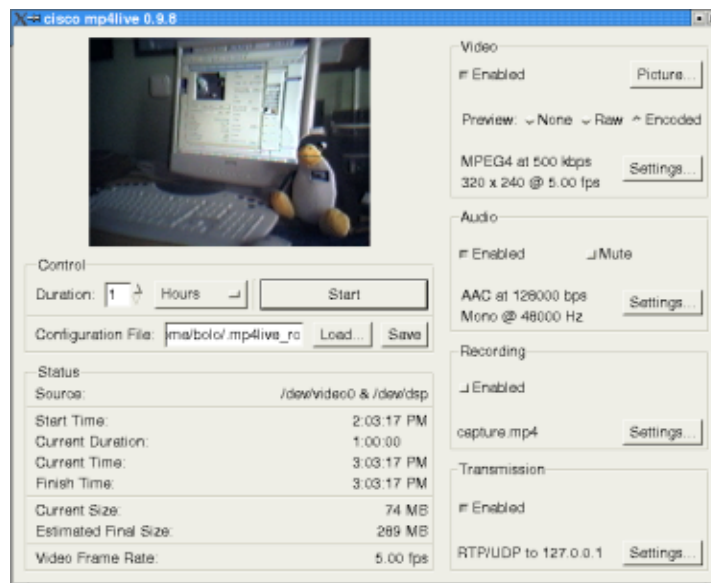 cisco mp4live 0.9.8
Video
Enabled
Picture...
Preview: None Raw Encoded
MPEG4 at 500 kbps
320 x 240 @ 5.00 fps
Settings...
Audio
Enabled Mute
AAC at 128000 bps
Mono @ 48000 Hz
Settings...
Recording
Enabled
capture.mp4
Settings...
Transmission
Enabled
RTP/UDP to 127.0.0.1
Settings...
Control
Duration: 1 Hours Start
Configuration File: ome/bolo/.mp4live_rc Load... Save
Status
Source: /dev/video0 & /dev/dsp
Start Time: 2:03:17 PM
Current Duration: 1:00:00
Current Time: 3:03:17 PM
Finish Time: 3:03:17 PM
Current Size: 74 MB
Estimated Final Size: 289 MB
Video Frame Rate: 5.00 fps